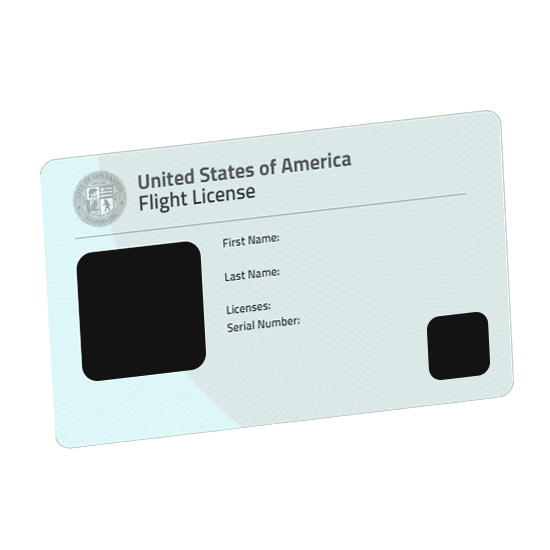 United States of America
Flight License
First Name:
Last Name:
Licenses:
Serial Number: